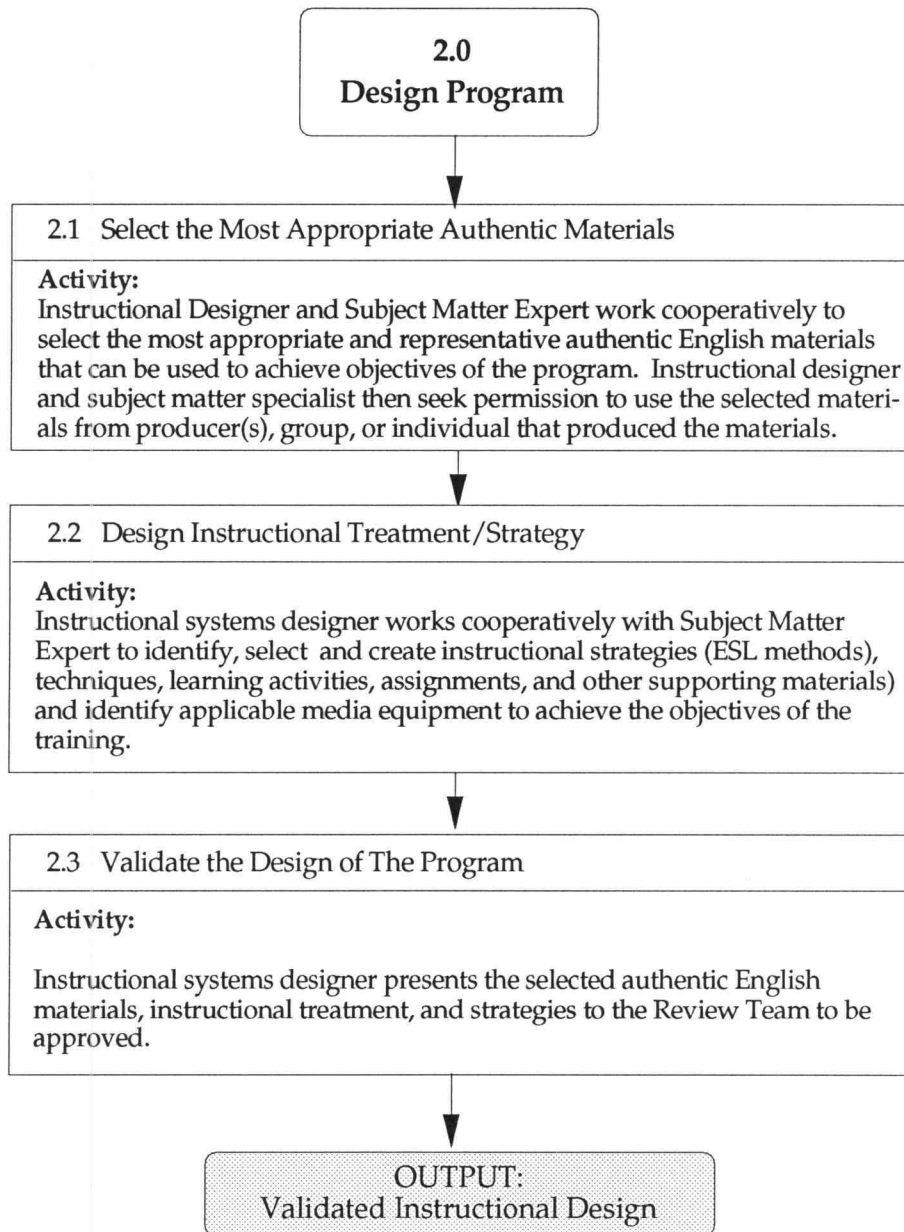 2.0
Design Program
2.1 Select the Most Appropriate Authentic Materials
Activity:
Instructional Designer and Subject Matter Expert work cooperatively to
select the most appropriate and representative authentic English materials
that can be used to achieve objectives of the program. Instructional designer
and subject matter specialist then seek permission to use the selected materi-
als from producer(s), group, or individual that produced the materials.
2.2 Design Instructional Treatment/Strategy
Activity:
Instructional systems designer works cooperatively with Subject Matter
Expert to identify, select and create instructional strategies (ESL methods),
techniques, learning activities, assignments, and other supporting materials)
and identify applicable media equipment to achieve the objectives of the
training.
2.3 Validate the Design of The Program
Activity:
Instructional systems designer presents the selected authentic English
materials, instructional treatment, and strategies to the Review Team to be
approved.
OUTPUT:
Validated Instructional Design